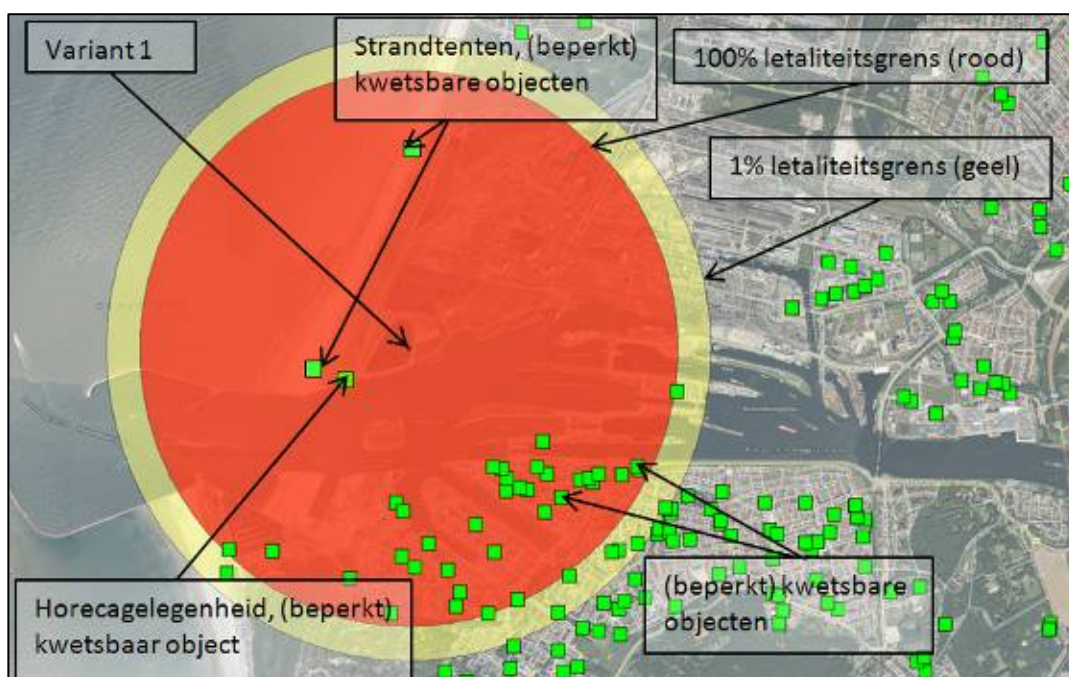 Variant 1
Strandtenten, (beperkt)
kwetsbare objecten
100% letaliteitsgrens (rood)
1% letaliteitsgrens (geel)
Horecagelegenheid, (beperkt)
kwetsbaar object
(beperkt) kwetsbare
objecten